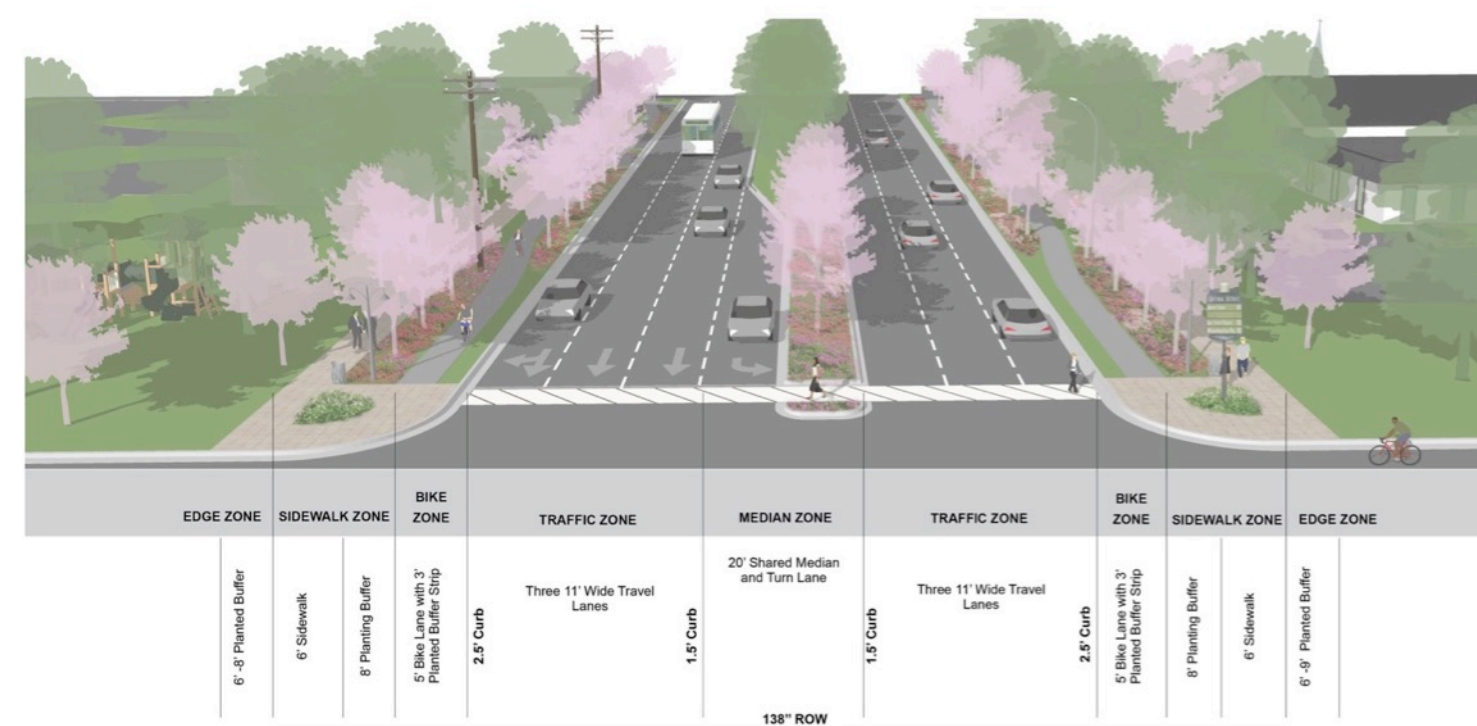 EDGE ZONE
SIDEWALK ZONE
BIKE
ZONE
TRAFFIC ZONE
MEDIAN ZONE
TRAFFIC ZONE
BIKE
ZONE
SIDEWALK ZONE
EDGE ZONE
6' -8' Planted Buffer
6' Sidewalk
8' Planting Buffer
5' Bike Lane with 3'
Planted Buffer Strip
2.5' Curb
Three 11' Wide Travel
Lanes
1.5' Curb
20' Shared Median
and Turn Lane
1.5' Curb
Three 11' Wide Travel
Lanes
2.5' Curb
5' Bike Lane with 3'
Planted Buffer Strip
8' Planting Buffer
6' Sidewalk
6' -9' Planted Buffer
138" ROW